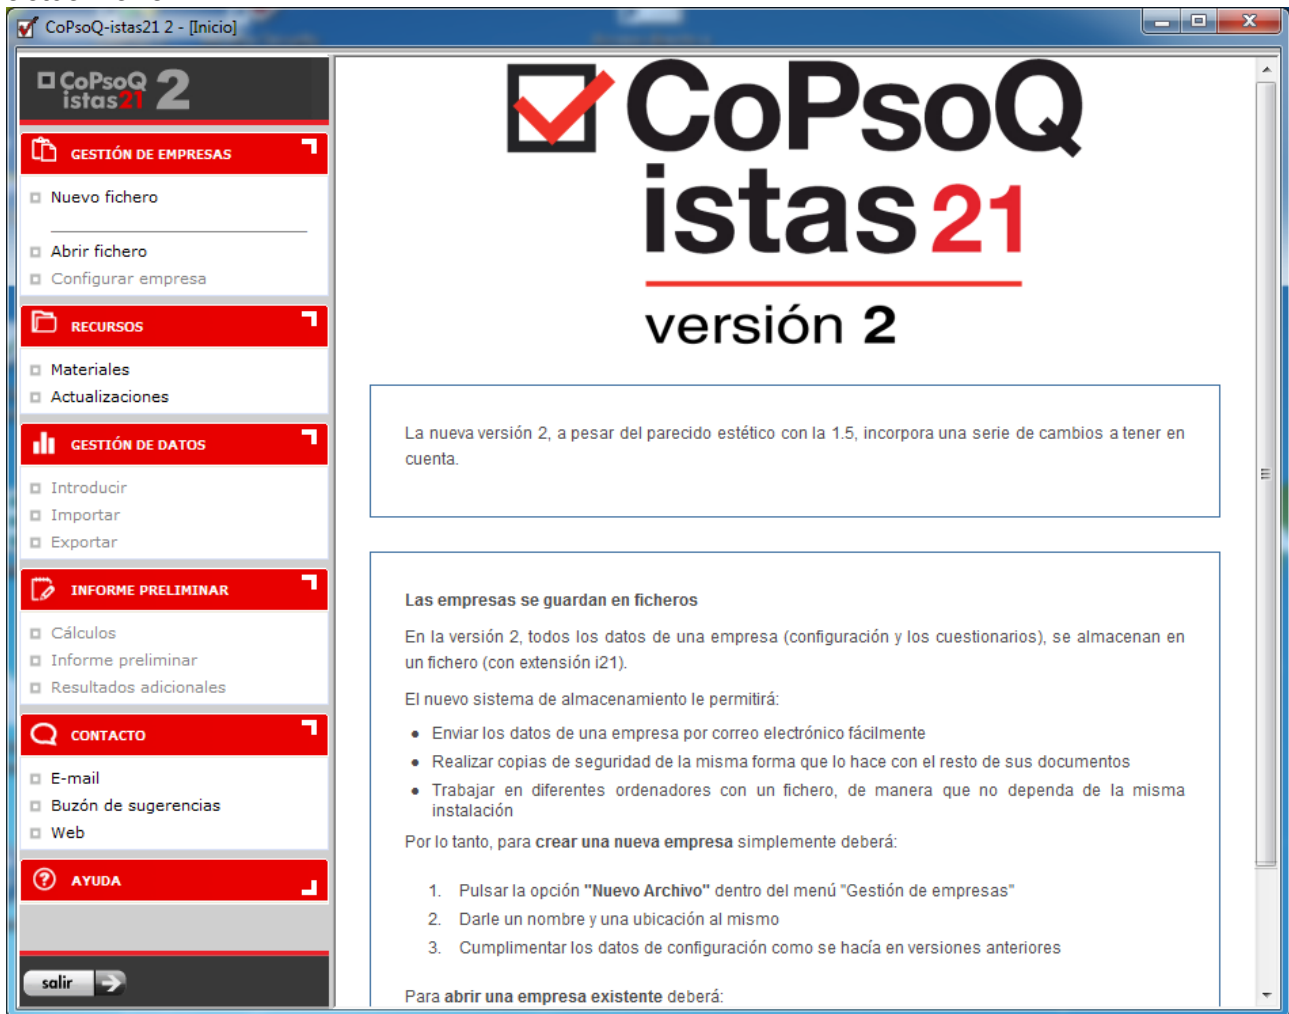 CoPsoQ-istas21 2 - [Inicio]
CoPsoQ 2
istas21
GESTIÓN DE EMPRESAS
Nuevo fichero
Abrir fichero
Configurar empresa
RECURSOS
Materiales
Actualizaciones
GESTIÓN DE DATOS
Introducir
Importar
Exportar
INFORME PRELIMINAR
Cálculos
Informe preliminar
Resultados adicionales
CONTACTO
E-mail
Buzón de sugerencias
Web
AYUDA
salir
CoPsoQ
istas 21
versión 2
La nueva versión 2, a pesar del parecido estético con la 1.5, incorpora una serie de cambios a tener en
cuenta.
Las empresas se guardan en ficheros
En la versión 2, todos los datos de una empresa (configuración y los cuestionarios), se almacenan en
un fichero (con extensión i21).
El nuevo sistema de almacenamiento le permitirá:
● Enviar los datos de una empresa por correo electrónico fácilmente
● Realizar copias de seguridad de la misma forma que lo hace con el resto de sus documentos
● Trabajar en diferentes ordenadores con un fichero, de manera que no dependa de la misma
instalación
Por lo tanto, para crear una nueva empresa simplemente deberá:
1. Pulsar la opción "Nuevo Archivo" dentro del menú "Gestión de empresas"
2. Darle un nombre y una ubicación al mismo
3. Cumplimentar los datos de configuración como se hacía en versiones anteriores
Para abrir una empresa existente deberá: